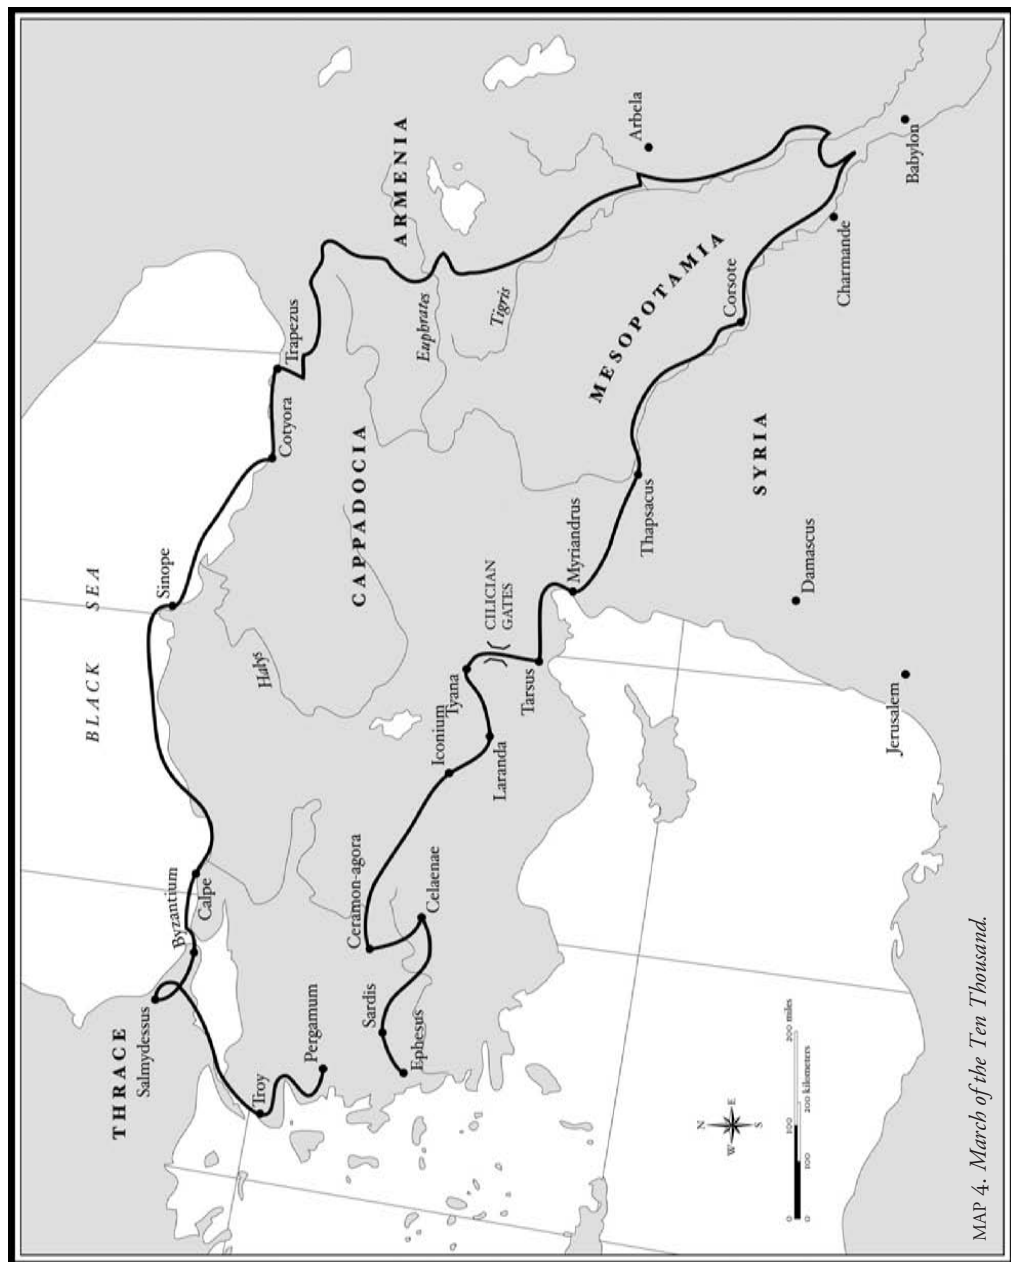 BLACK SEA
THRACE
Salmydessus
Byzantium
Calpe
Sinope
Cotyora
Trapezus
ARMENIA
Troy
Pergamum
Halys
CAPPADOCIA
Euphrates
Tigris
Sardis
Ephesus
Ceramon-agora
Celaenae
Iconium
Tyana
Laranda
CILICIAN
GATES
Tarsus
Myriandrus
Thapsacus
MESOPOTAMIA
Arbela
Corsote
Charmande
Babylon
SYRIA
Damascus
Jerusalem
N
W E
S
0 100 200 miles
0 100 200 kilometers
MAP 4. March of the Ten Thousand.